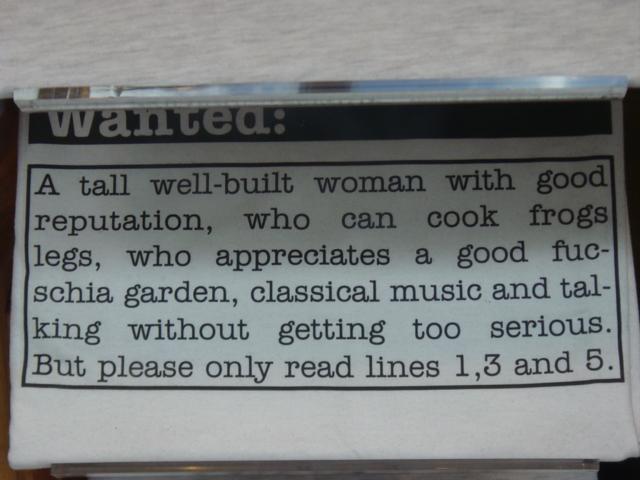 Wanted:
A tall well-built woman with good
reputation, who can cook frogs
legs, who appreciates a good fuc-
schia garden, classical music and tal-
king without getting too serious.
But please only read lines 1,3 and 5.